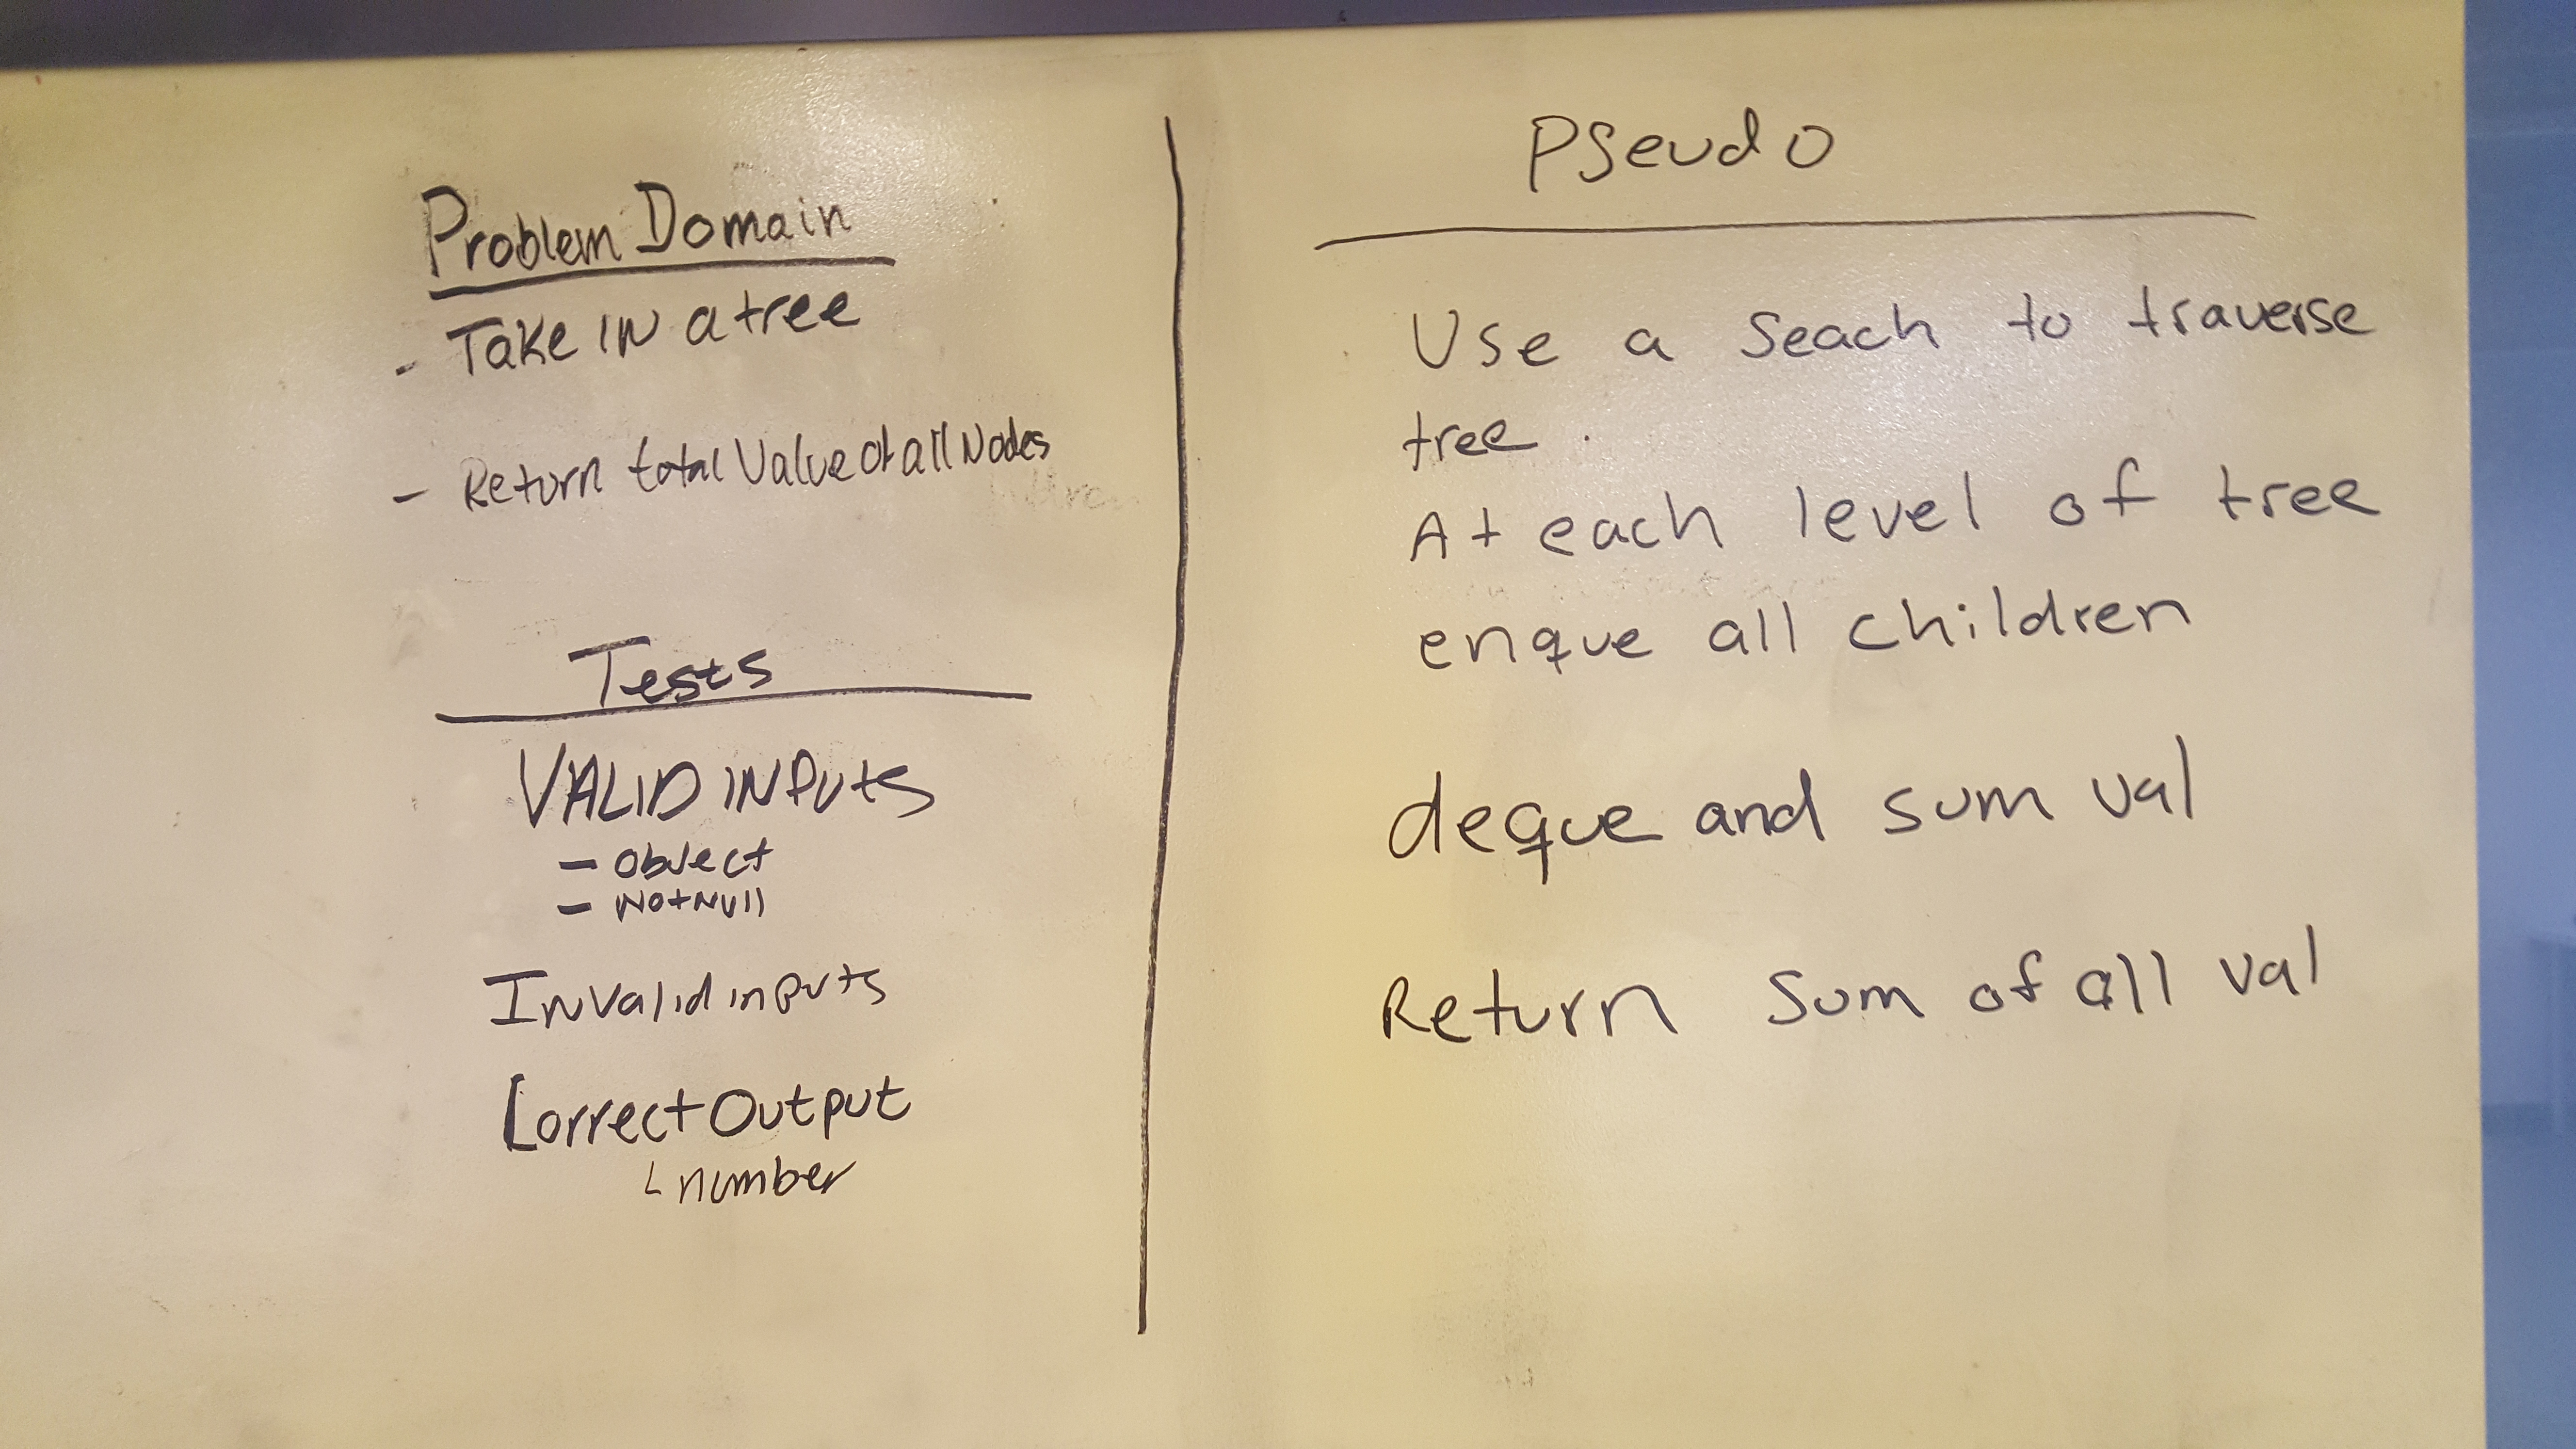 Problem Domain
- Take IN a tree
- Return total Value of all Nodes
Tests
VALID INPUTS
- Object
- NotNull
Invalid inputs
Correct Output
number
Pseudo
Use a Seach to traverse
tree.
At each level of tree
enque all children
deque and sum val
Return Sum of all val